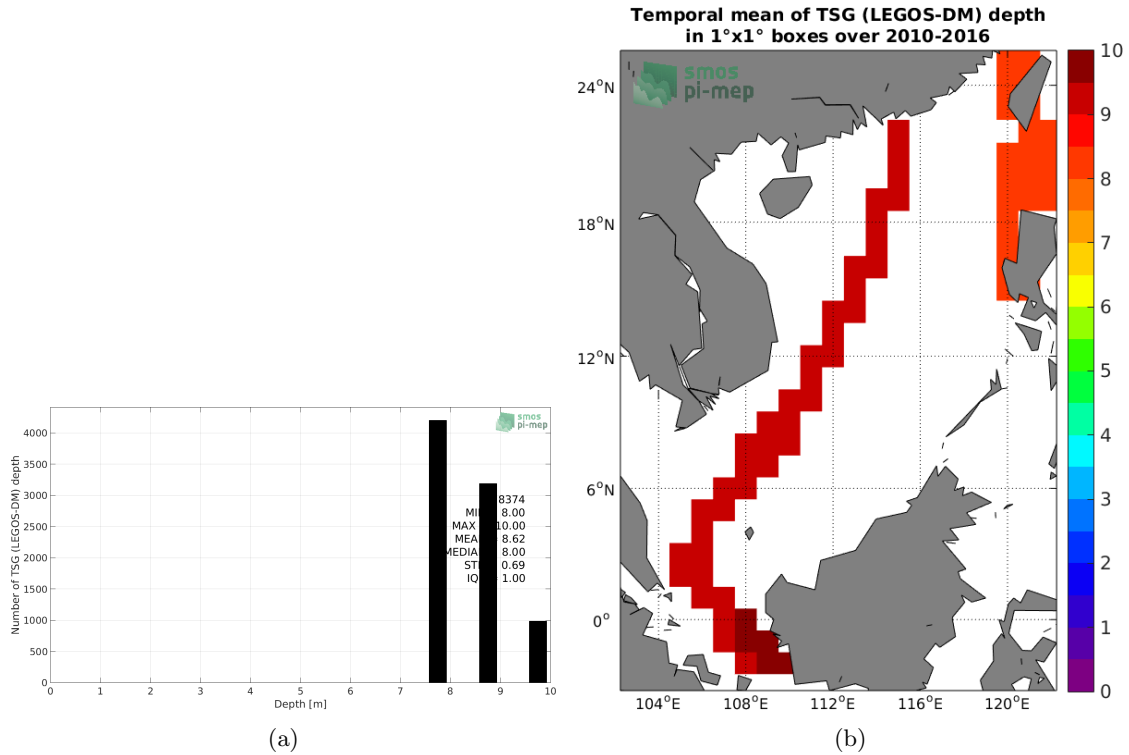 Temporal mean of TSG (LEGOS-DM) depth
in 1°x1° boxes over 2010-2016
smos
pi-mep
24°N
18°N
12°N
6°N
0°
104°E
108°E
112°E
116°E
120°E
10
9
8
7
6
5
4
3
2
1
0
(b)
smos
pi-mep
4000
3500
3000
2500
2000
1500
1000
500
0
Number of TSG (LEGOS-DM) depth
8374
8.00
MAX 10.00
8.62
MEDIAN 8.00
0.69
1.00
0
1
2
3
4
5
6
7
8
9
10
Depth [m]
(a)